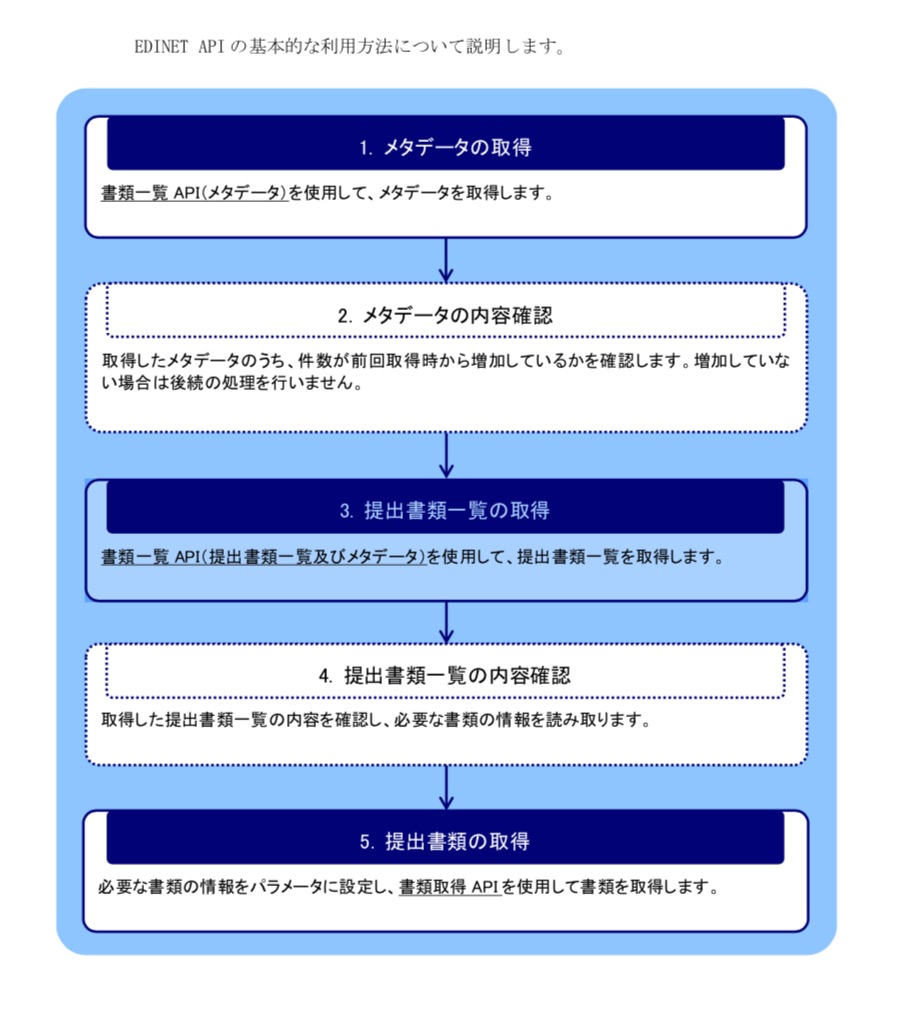 EDINET APIの基本的な利用方法について説明します。
1. メタデータの取得
書類一覧 API(メタデータ)を使用して、メタデータを取得します。
2. メタデータの内容確認
取得したメタデータのうち、件数が前回取得時から増加しているかを確認します。増加していな
い場合は後続の処理を行いません。
3. 提出書類一覧の取得
書類一覧 API(提出書類一覧及びメタデータ)を使用して、提出書類一覧を取得します。
4. 提出書類一覧の内容確認
取得した提出書類一覧の内容を確認し、必要な書類の情報を読み取ります。
5. 提出書類の取得
必要な書類の情報をパラメータに設定し、書類取得 APIを使用して書類を取得します。